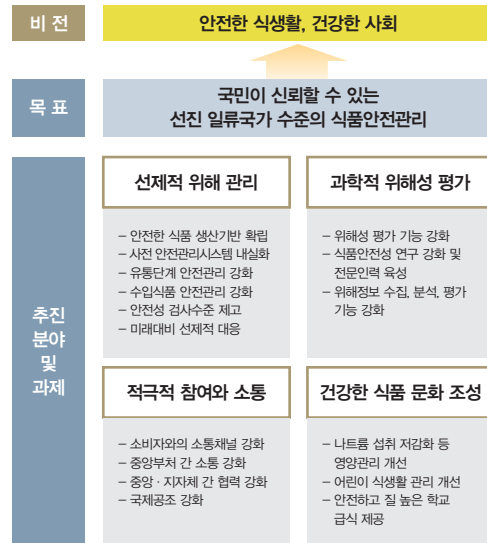 비 전
안전한 식생활, 건강한 사회
목 표
국민이 신뢰할 수 있는
선진 일류국가 수준의 식품안전관리
추진
분야
및
과제
선제적 위해 관리
– 안전한 식품 생산기반 확립
– 사전 안전관리시스템 내실화
– 유통단계 안전관리 강화
– 수입식품 안전관리 강화
– 안전성 검사수준 제고
– 미래대비 선제적 대응
과학적 위해성 평가
– 위해성 평가 기능 강화
– 식품안전성 연구 강화 및
전문인력 육성
– 위해정보 수집, 분석, 평가
기능 강화
적극적 참여와 소통
– 소비자와의 소통채널 강화
– 중앙부처 간 소통 강화
– 중앙 · 지자체 간 협력 강화
– 국제공조 강화
건강한 식품 문화 조성
– 나트륨 섭취 저감화 등
영양관리 개선
– 어린이 식생활 관리 개선
– 안전하고 질 높은 학교
급식 제공